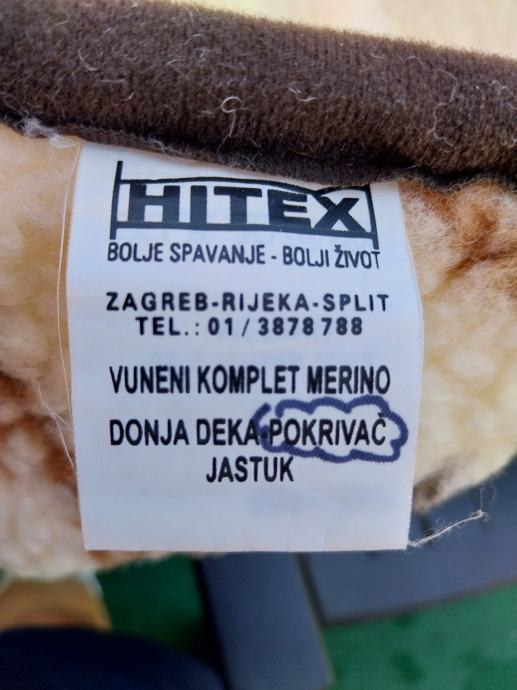 HITEX
BOLJE SPAVANJE - BOLJI ŽIVOT
ZAGREB-RIJEKA-SPLIT
TEL.: 01 / 3878 788
VUNENI KOMPLET MERINO
DONJA DEKA-POKRIVAČ
JASTUK